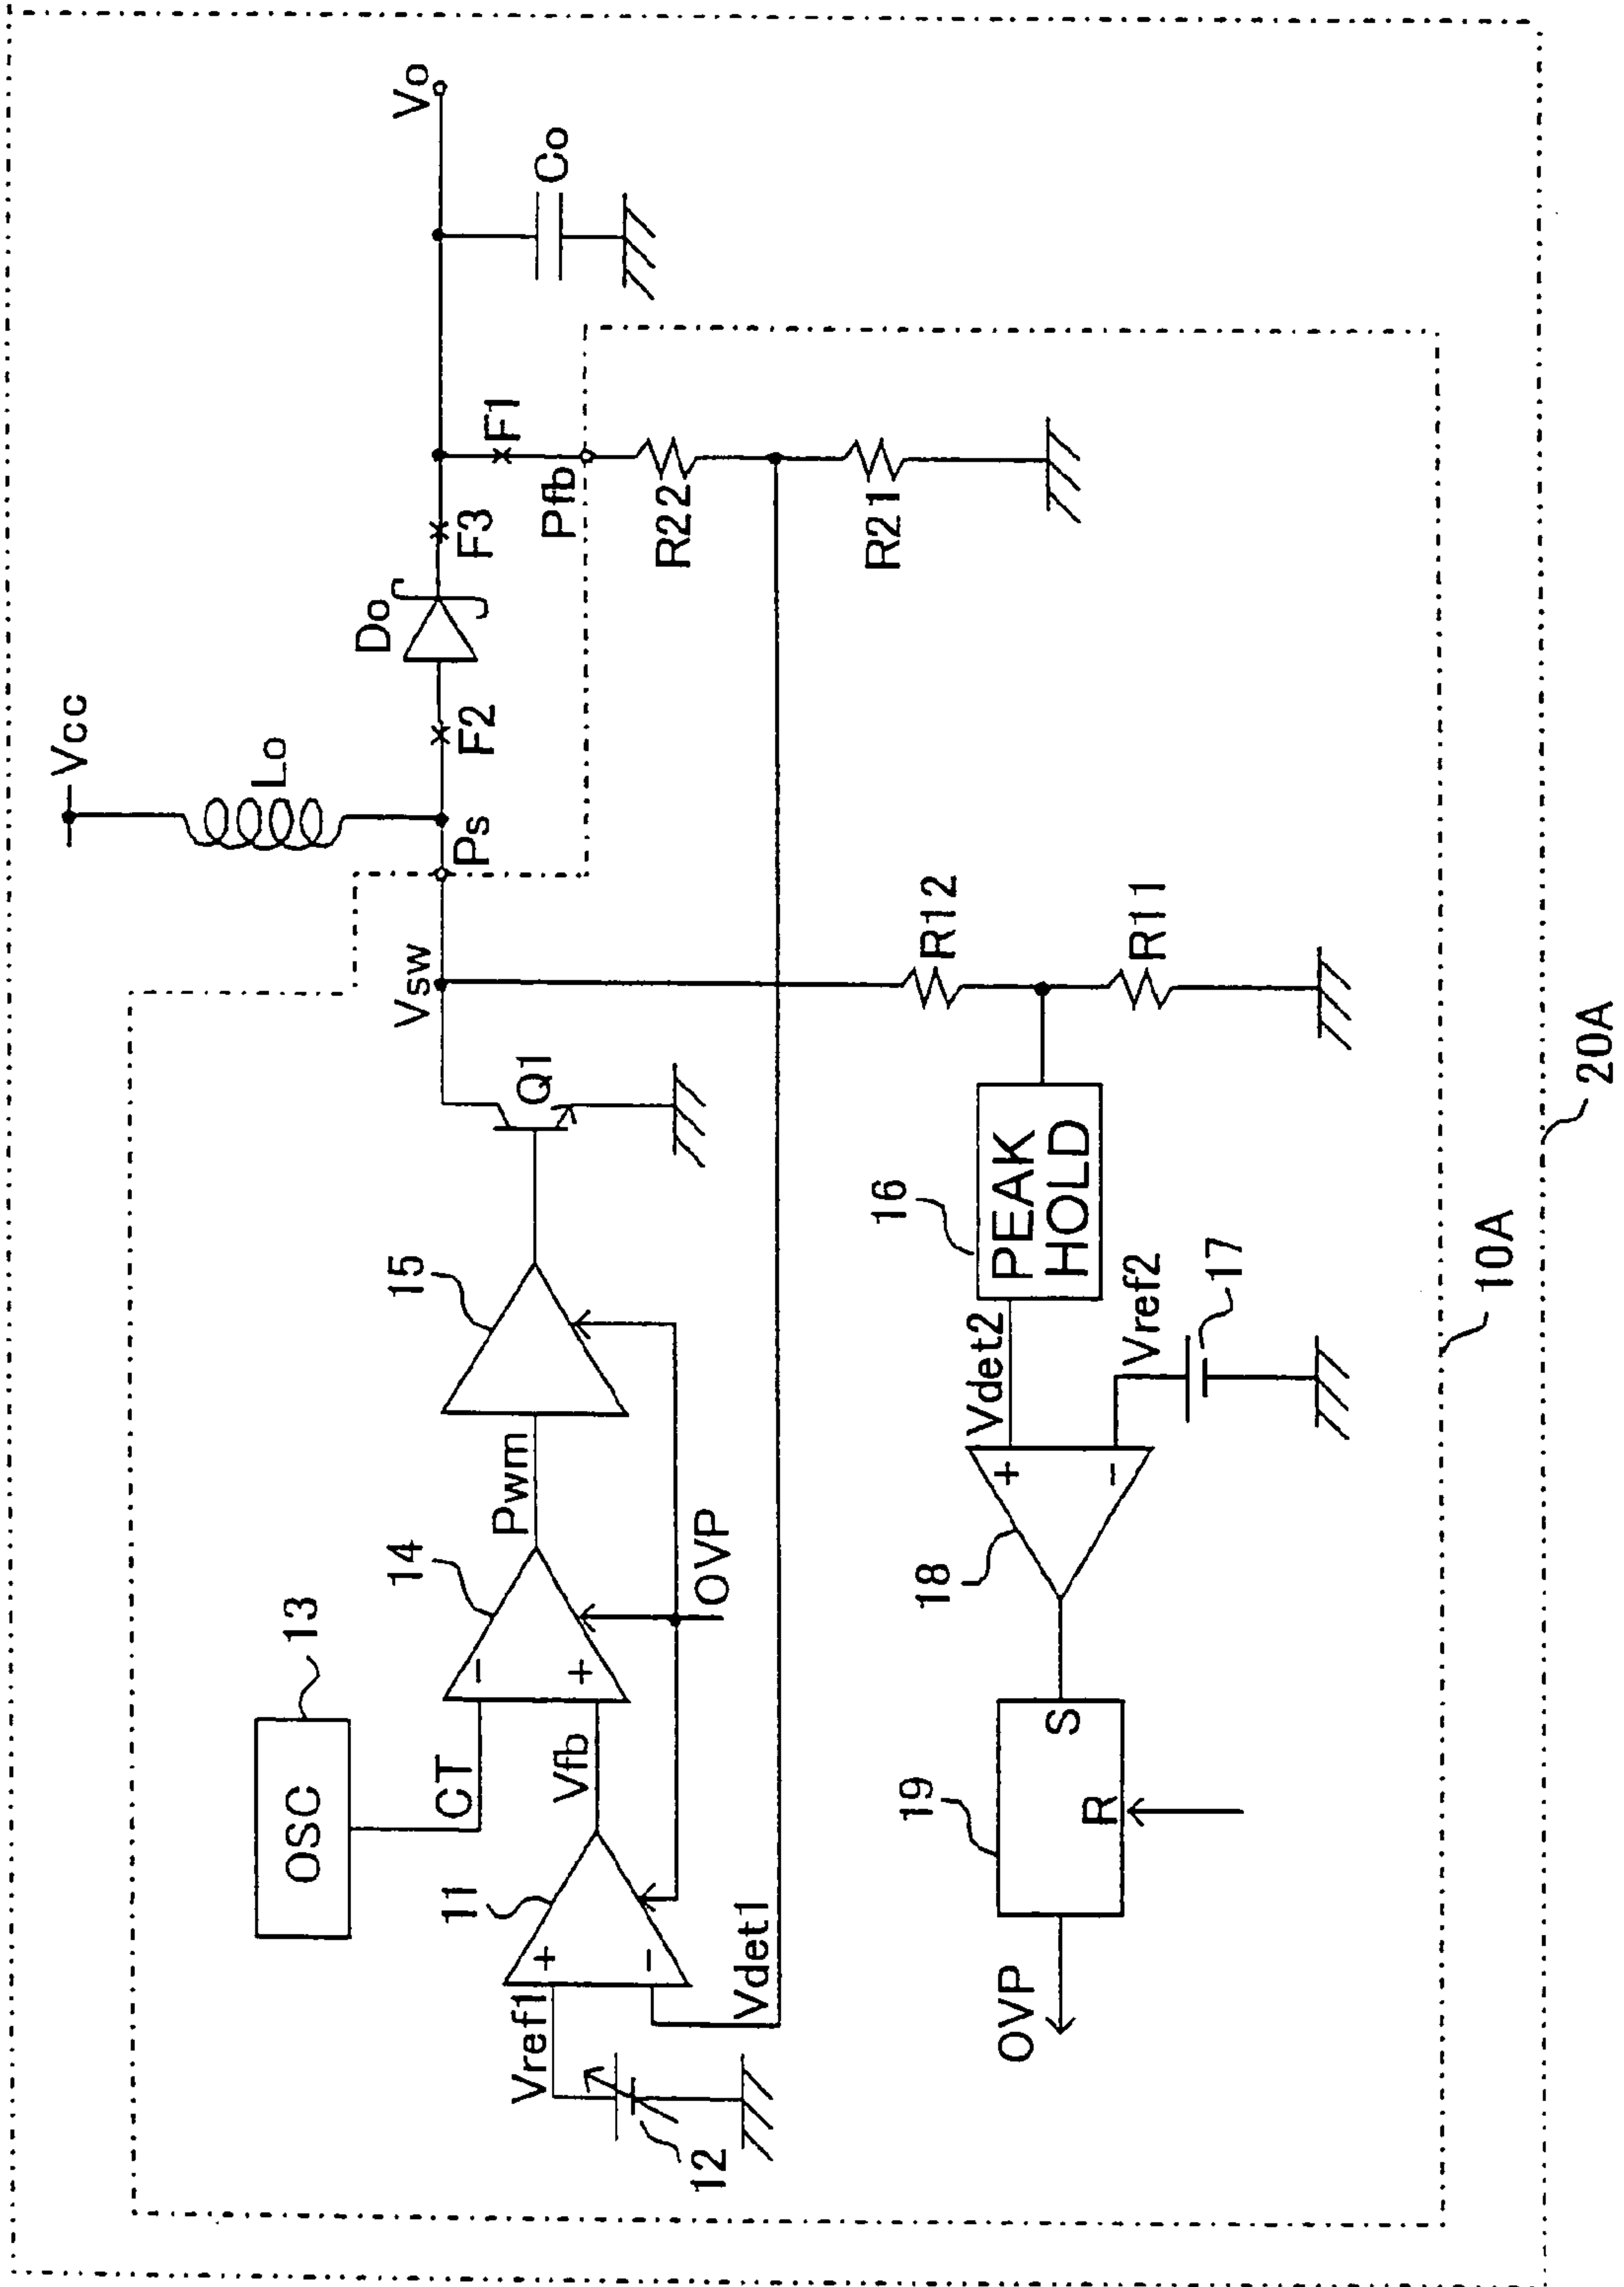 Vcc
Lo
Vo
Do
Co
F2
F3
F1
Ps
Pfb
Vsw
R22
R21
OSC
13
CT
14
15
Q1
Pwm
Vfb
11
+
-
-
+
Vref1
12
Vdet1
OVP
R12
R11
16
PEAK
HOLD
Vdet2
Vref2
17
18
+
-
19
S
R
OVP
10A
20A